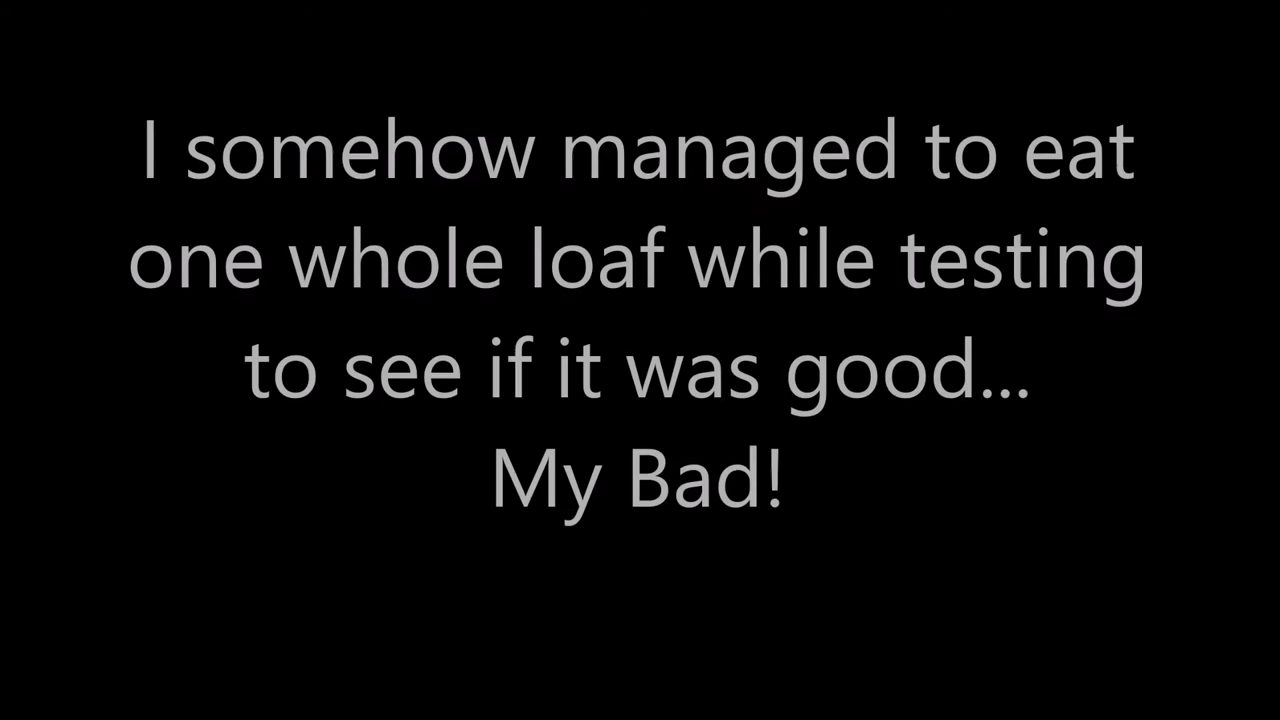 I somehow managed to eat
one whole loaf while testing
to see if it was good...
My Bad!